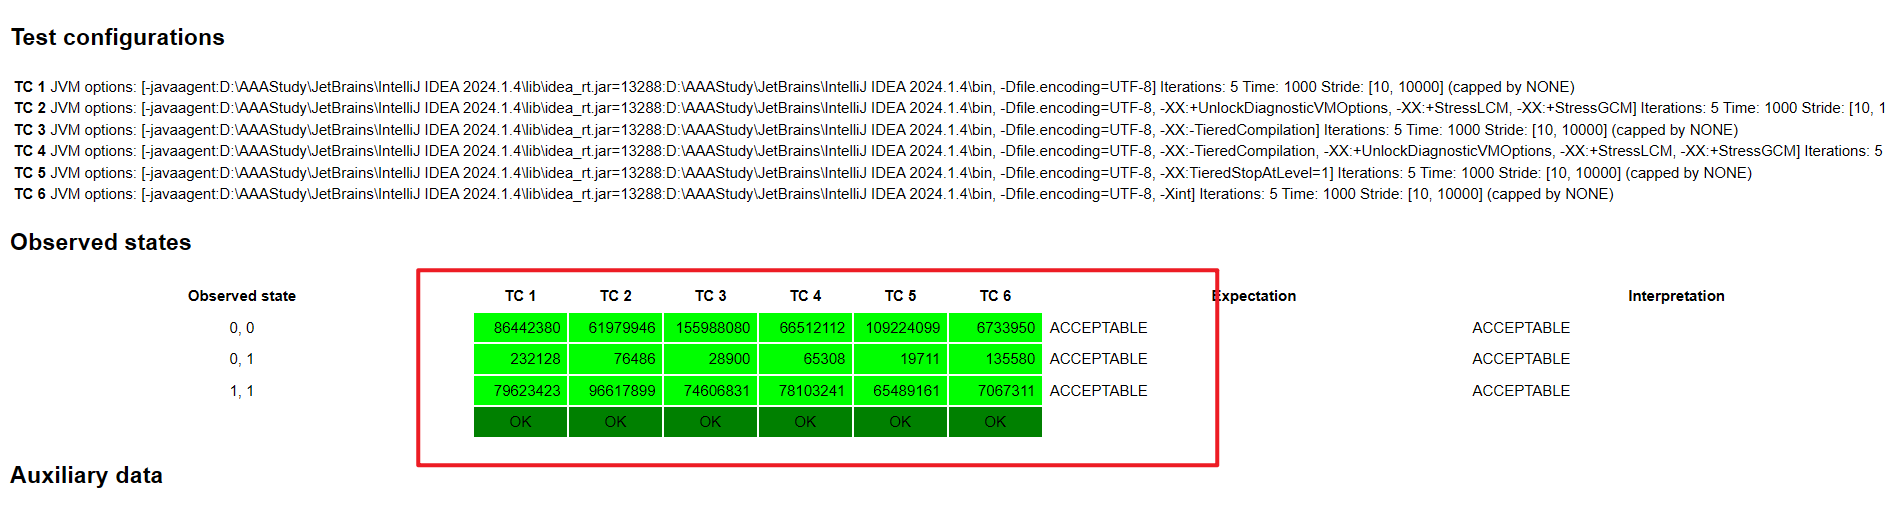 Test configurations
TC 1 JVM options: [-javaagent:D:\AAAStudy\JetBrains\IntelliJ IDEA 2024.1.4\lib\idea_rt.jar=13288:D:\AAAStudy\JetBrains\IntelliJ IDEA 2024.1.4\bin, -Dfile.encoding=UTF-8] Iterations: 5 Time: 1000 Stride: [10, 10000] (capped by NONE)
TC 2 JVM options: [-javaagent:D:\AAAStudy\JetBrains\IntelliJ IDEA 2024.1.4\lib\idea_rt.jar=13288:D:\AAAStudy\JetBrains\IntelliJ IDEA 2024.1.4\bin, -Dfile.encoding=UTF-8, -XX:+UnlockDiagnosticVMOptions, -XX:+StressLCM, -XX:+StressGCM] Iterations: 5 Time: 1000 Stride: [10, 1
TC 3 JVM options: [-javaagent:D:\AAAStudy\JetBrains\IntelliJ IDEA 2024.1.4\lib\idea_rt.jar=13288:D:\AAAStudy\JetBrains\IntelliJ IDEA 2024.1.4\bin, -Dfile.encoding=UTF-8, -XX:-TieredCompilation] Iterations: 5 Time: 1000 Stride: [10, 10000] (capped by NONE)
TC 4 JVM options: [-javaagent:D:\AAAStudy\JetBrains\IntelliJ IDEA 2024.1.4\lib\idea_rt.jar=13288:D:\AAAStudy\JetBrains\IntelliJ IDEA 2024.1.4\bin, -Dfile.encoding=UTF-8, -XX:-TieredCompilation, -XX:+UnlockDiagnosticVMOptions, -XX:+StressLCM, -XX:+StressGCM] Iterations: 5
TC 5 JVM options: [-javaagent:D:\AAAStudy\JetBrains\IntelliJ IDEA 2024.1.4\lib\idea_rt.jar=13288:D:\AAAStudy\JetBrains\IntelliJ IDEA 2024.1.4\bin, -Dfile.encoding=UTF-8, -XX:TieredStopAtLevel=1] Iterations: 5 Time: 1000 Stride: [10, 10000] (capped by NONE)
TC 6 JVM options: [-javaagent:D:\AAAStudy\JetBrains\IntelliJ IDEA 2024.1.4\lib\idea_rt.jar=13288:D:\AAAStudy\JetBrains\IntelliJ IDEA 2024.1.4\bin, -Dfile.encoding=UTF-8, -Xint] Iterations: 5 Time: 1000 Stride: [10, 10000] (capped by NONE)
Observed states
Observed state TC 1 TC 2 TC 3 TC 4 TC 5 TC 6 Expectation Interpretation
0, 0 86442380 61979946 155988080 66512112 109224099 6733950 ACCEPTABLE ACCEPTABLE
0, 1 232128 76486 28900 65308 19711 135580 ACCEPTABLE ACCEPTABLE
1, 1 79623423 96617899 74606831 78103241 65489161 7067311 ACCEPTABLE ACCEPTABLE
OK OK OK OK OK OK
Auxiliary data